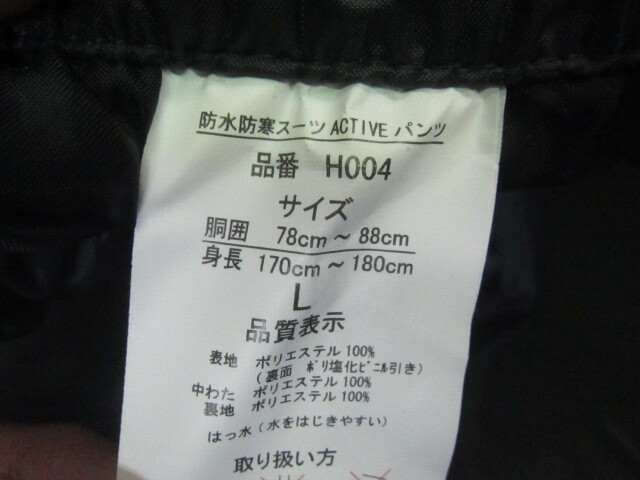 防水防寒スーツ ACTIVE パンツ
品番 H004
サイズ
胴囲 78cm～88cm
身長 170cm～180cm
L
品質表示
表地 ポリエステル 100%
(裏面 ﾎﾟﾘ塩化ﾋﾞﾆﾙ引き)
中わた ポリエステル 100%
裏地 ポリエステル 100%
はっ水 (水をはじきやすい)
取り扱い方